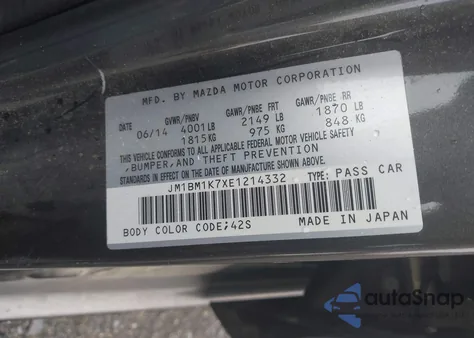 MFD. BY MAZDA MOTOR CORPORATION
DATE GVWR/PNBV GAWR/PNBE FRT GAWR/PNBE RR
06/14 4001LB 2149 LB 1870 LB
1815KG 975 KG 848 KG
THIS VEHICLE CONFORMS TO ALL APPLICABLE FEDERAL MOTOR VEHICLE SAFETY
,BUMPER,AND THEFT PREVENTION
STANDARDS IN EFFECT ON THE DATE OF MANUFACTURE SHOWN ABOVE.
JM1BM1K7XE1214332 TYPE: PASS CAR
BODY COLOR CODE;42S MADE IN JAPAN
autoSnap